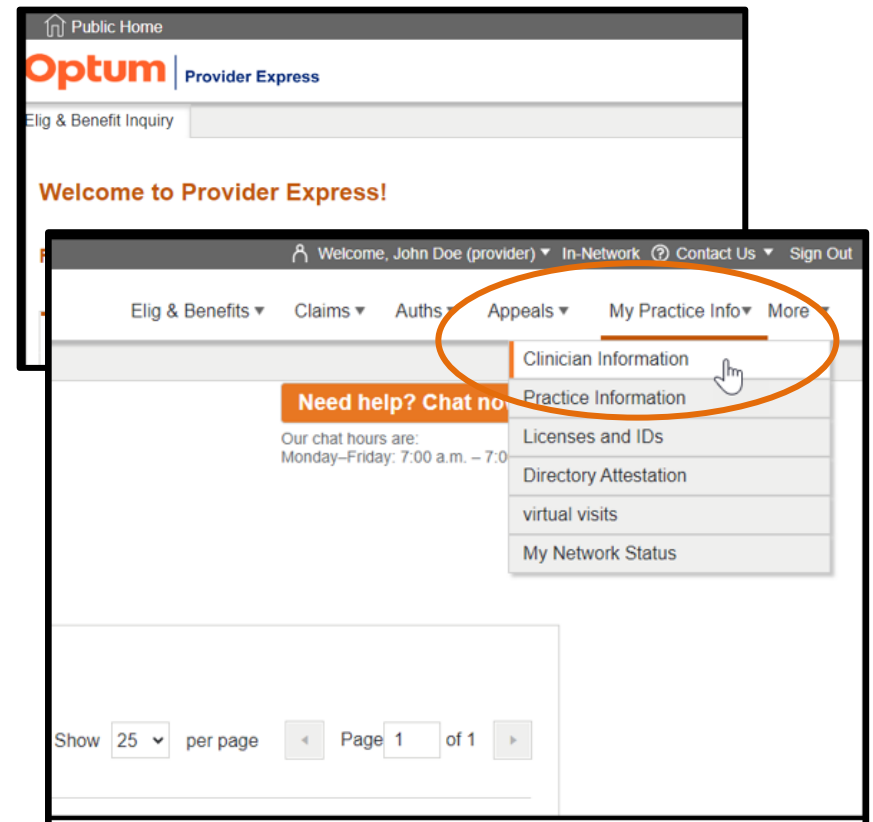 Public Home
Optum Provider Express
Elig & Benefit Inquiry
Welcome to Provider Express!
Welcome, John Doe (provider) In-Network Contact Us Sign Out
Elig & Benefits Claims Auths Appeals My Practice Info More
Clinician Information
Practice Information
Licenses and IDs
Directory Attestation
virtual visits
My Network Status
Need help? Chat no
Our chat hours are:
Monday–Friday: 7:00 a.m. – 7:0
Show 25 per page Page 1 of 1